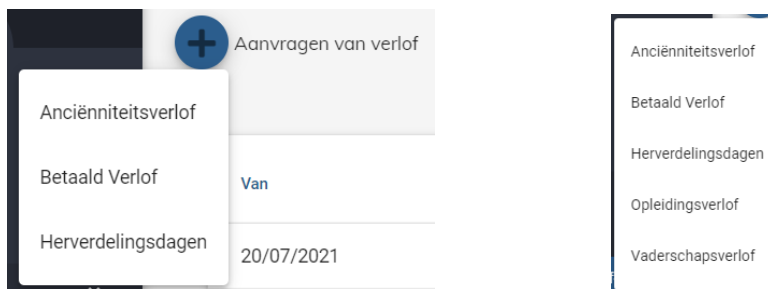 Aanvragen van verlof
Anciënniteitsverlof
Betaald Verlof
Herverdelingsdagen
Van
20/07/2021
Anciënniteitsverlof
Betaald Verlof
Herverdelingsdagen
Opleidingsverlof
Vaderschapsverlof